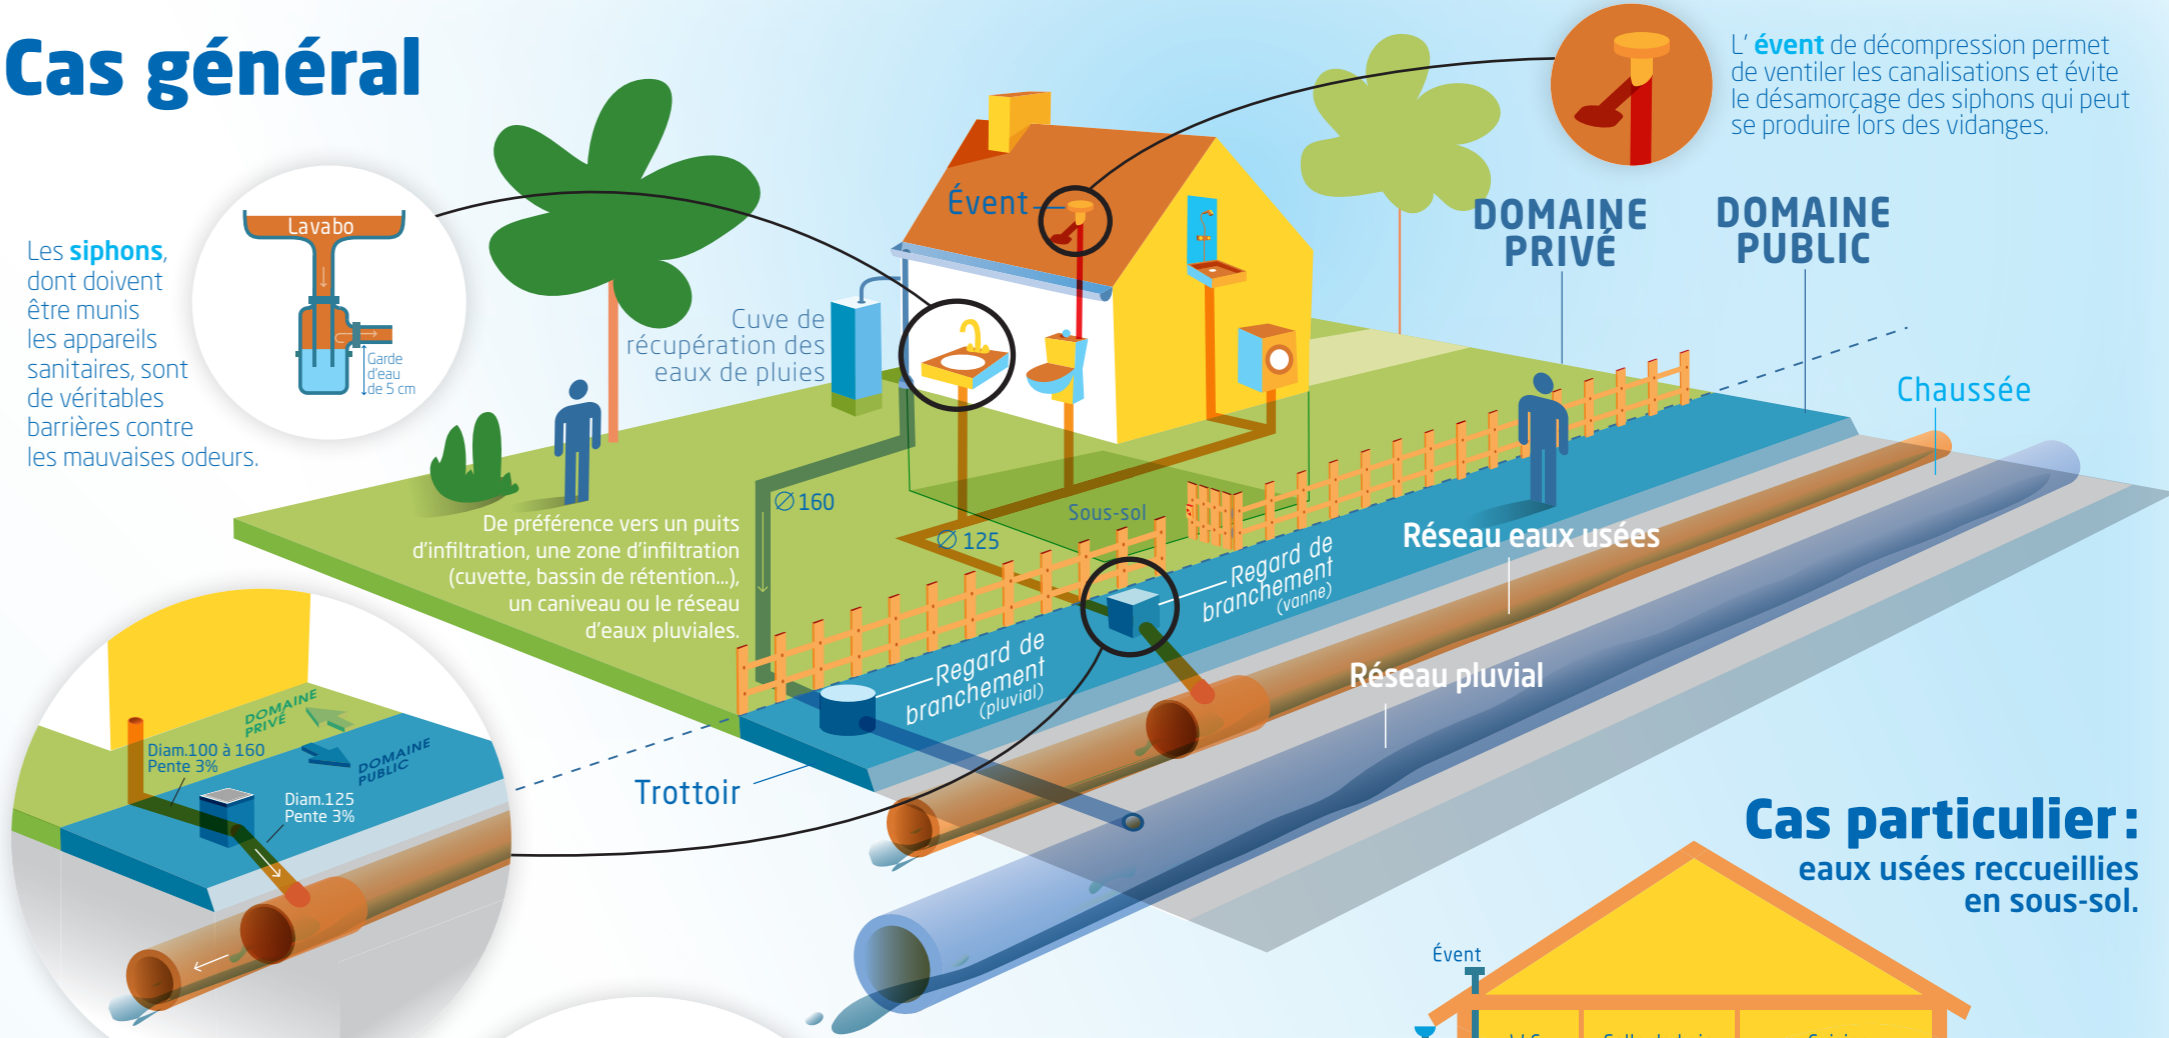 Cas général
L’ évent de décompression permet
de ventiler les canalisations et évite
le désamorçage des siphons qui peut
se produire lors des vidanges.
Les siphons,
dont doivent
être munis
les appareils
sanitaires, sont
de véritables
barrières contre
les mauvaises odeurs.
Lavabo
Garde
d'eau
de 5 cm
Évent
DOMAINE
PRIVÉ
DOMAINE
PUBLIC
Cuve de
récupération des
eaux de pluies
Chaussée
De préférence vers un puits
d'infiltration, une zone d'infiltration
(cuvette, bassin de rétention...),
un caniveau ou le réseau
d'eaux pluviales.
∅ 160
∅ 125
Sous-sol
Regard de
branchement
(vanne)
Réseau eaux usées
Regard de
branchement
(pluvial)
Réseau pluvial
Trottoir
DOMAINE
PRIVÉ
DOMAINE
PUBLIC
Diam.100 à 160
Pente 3%
Diam.125
Pente 3%
Cas particulier :
eaux usées reccueillies
en sous-sol.
Évent